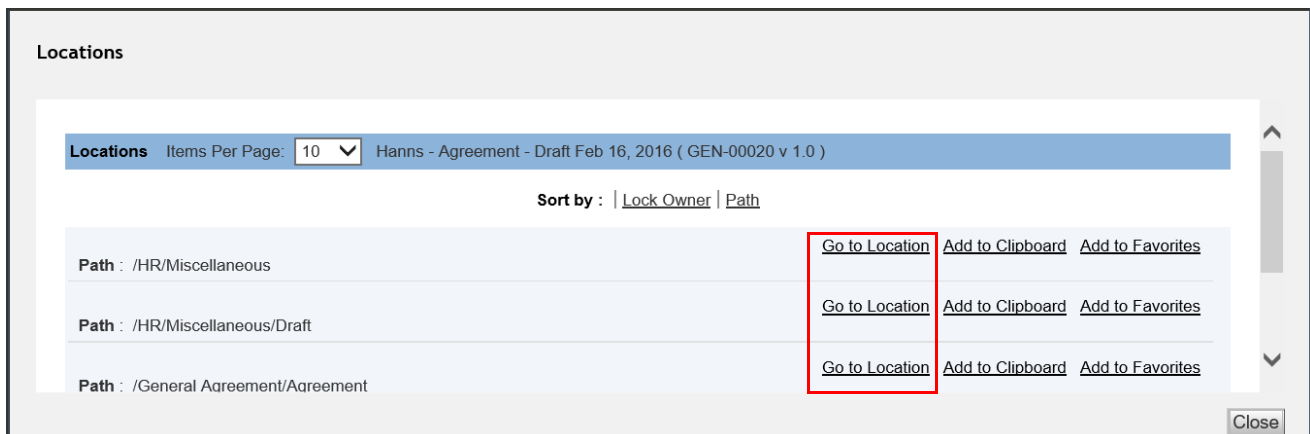 Locations
Locations Items Per Page: 10 Hanns - Agreement - Draft Feb 16, 2016 ( GEN-00020 v 1.0 )
Sort by : | Lock Owner | Path
Go to Location Add to Clipboard Add to Favorites
Path : /HR/Miscellaneous
Go to Location Add to Clipboard Add to Favorites
Path : /HR/Miscellaneous/Draft
Go to Location Add to Clipboard Add to Favorites
Path : /General Agreement/Agreement
Close